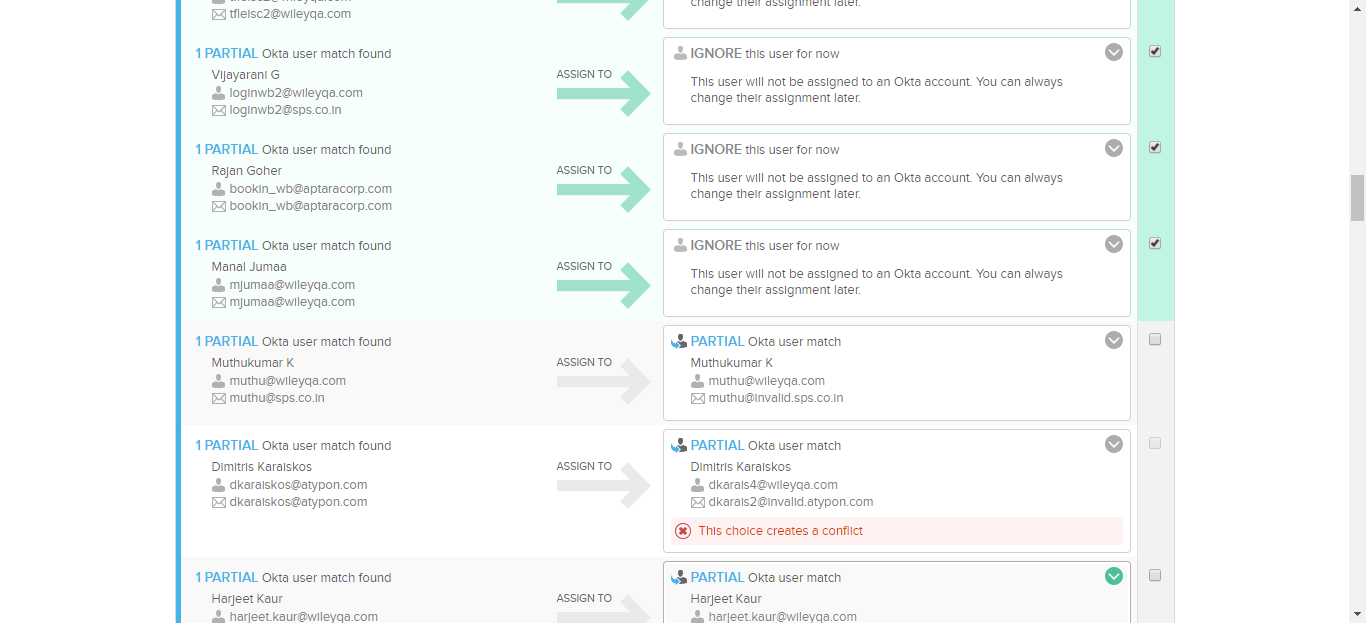 change their assignment later.
tfleisc2@wileyqa.com
1 PARTIAL Okta user match found
Vijayarani G
loginwb2@wileyqa.com
loginwb2@sps.co.in
ASSIGN TO
IGNORE this user for now
This user will not be assigned to an Okta account. You can always
change their assignment later.
1 PARTIAL Okta user match found
Rajan Goher
bookin_wb@aptaracorp.com
bookin_wb@aptaracorp.com
ASSIGN TO
IGNORE this user for now
This user will not be assigned to an Okta account. You can always
change their assignment later.
1 PARTIAL Okta user match found
Manal Jumaa
mjumaa@wileyqa.com
mjumaa@wileyqa.com
ASSIGN TO
IGNORE this user for now
This user will not be assigned to an Okta account. You can always
change their assignment later.
1 PARTIAL Okta user match found
Muthukumar K
muthu@wileyqa.com
muthu@sps.co.in
ASSIGN TO
PARTIAL Okta user match
Muthukumar K
muthu@wileyqa.com
muthu@invalid.sps.co.in
1 PARTIAL Okta user match found
Dimitris Karaiskos
dkaraiskos@atypon.com
dkaraiskos@atypon.com
ASSIGN TO
PARTIAL Okta user match
Dimitris Karaiskos
dkarais4@wileyqa.com
dkarais2@invalid.atypon.com
This choice creates a conflict
1 PARTIAL Okta user match found
Harjeet Kaur
harjeet.kaur@wileyqa.com
ASSIGN TO
PARTIAL Okta user match
Harjeet Kaur
harjeet.kaur@wileyqa.com